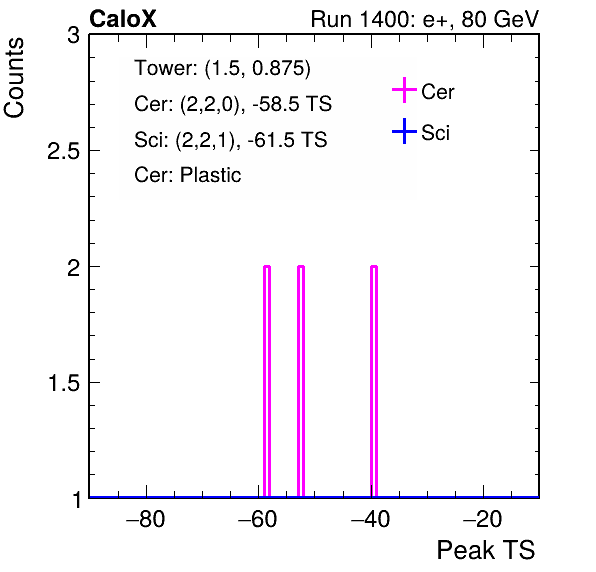 CaloX Run 1400: e+, 80 GeV
Counts
3
Tower: (1.5, 0.875)
Cer: (2,2,0), -58.5 TS
Sci: (2,2,1), -61.5 TS
Cer: Plastic
Cer
Sci
2.5
2
1.5
1
−80 −60 −40 −20
Peak TS